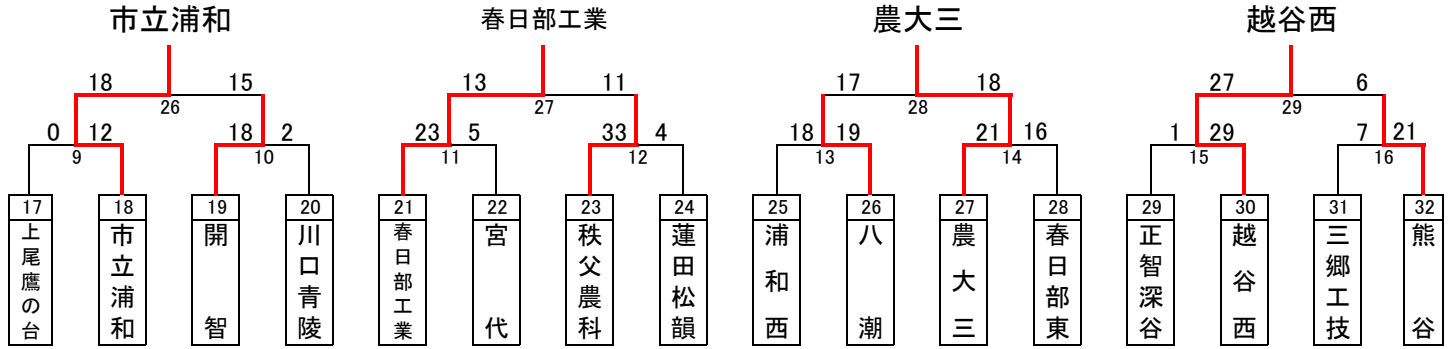 市立浦和 春日部工業 農大三 越谷西
18 15 13 11 17 18 27 6
26 27 28 29
0 12 18 2 23 5 33 4 18 19 21 16 1 29 7 21
9 10 11 12 13 14 15 16
17 18 19 20 21 22 23 24 25 26 27 28 29 30 31 32
上尾鷹の台
市立浦和
開智
川口青陵
春日部工業
宮代
秩父農科
蓮田松韻
浦和西
八潮
農大三
春日部東
正智深谷
越谷西
三郷工技
熊谷